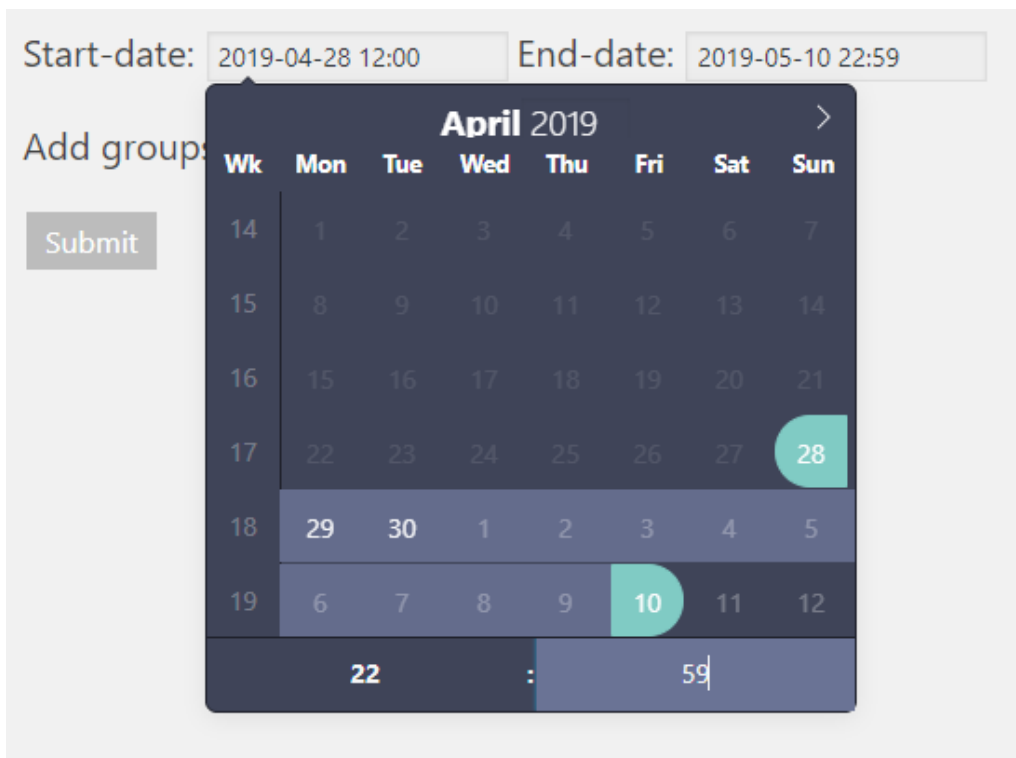 Start-date: 2019-04-28 12:00 End-date: 2019-05-10 22:59
April 2019
Add groups
Wk Mon Tue Wed Thu Fri Sat Sun
14 1 2 3 4 5 6 7
Submit
15 8 9 10 11 12 13 14
16 15 16 17 18 19 20 21
17 22 23 24 25 26 27 28
18 29 30 1 2 3 4 5
19 6 7 8 9 10 11 12
22 : 59